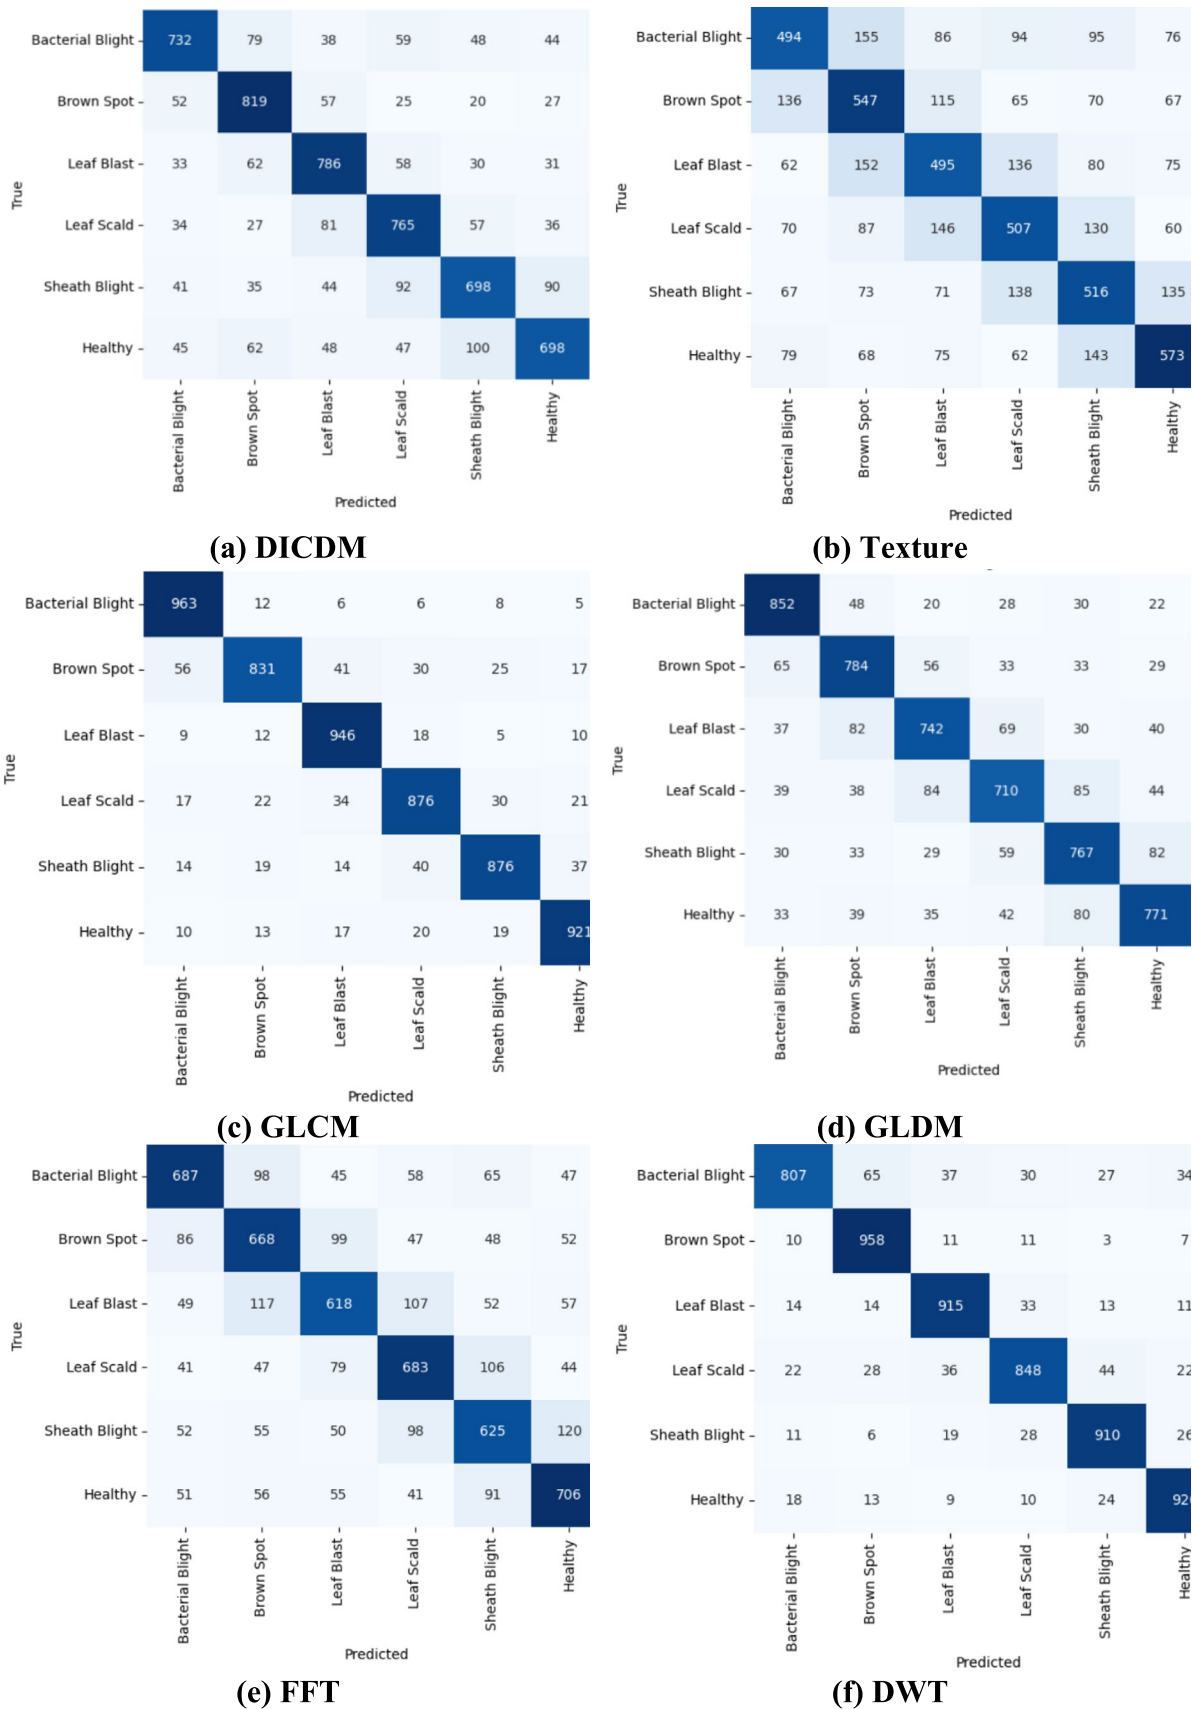 Bacterial Blight 732 79 38 59 48 44
Brown Spot 52 819 57 25 20 27
Leaf Blast 33 62 786 58 30 31
Leaf Scald 34 27 81 765 57 36
Sheath Blight 41 35 44 92 698 90
Healthy 45 62 48 47 100 698
True
Bacterial Blight Brown Spot Leaf Blast Leaf Scald Sheath Blight Healthy
Predicted
(a) DICDM
Bacterial Blight 494 155 86 94 95 76
Brown Spot 136 547 115 65 70 67
Leaf Blast 62 152 495 136 80 75
Leaf Scald 70 87 146 507 130 60
Sheath Blight 67 73 71 138 516 135
Healthy 79 68 75 62 143 573
True
Bacterial Blight Brown Spot Leaf Blast Leaf Scald Sheath Blight Healthy
Predicted
(b) Texture
Bacterial Blight 963 12 6 6 8 5
Brown Spot 56 831 41 30 25 17
Leaf Blast 9 12 946 18 5 10
Leaf Scald 17 22 34 876 30 21
Sheath Blight 14 19 14 40 876 37
Healthy 10 13 17 20 19 921
True
Bacterial Blight Brown Spot Leaf Blast Leaf Scald Sheath Blight Healthy
Predicted
(c) GLCM
Bacterial Blight 852 48 20 28 30 22
Brown Spot 65 784 56 33 33 29
Leaf Blast 37 82 742 69 30 40
Leaf Scald 39 38 84 710 85 44
Sheath Blight 30 33 29 59 767 82
Healthy 33 39 35 42 80 771
True
Bacterial Blight Brown Spot Leaf Blast Leaf Scald Sheath Blight Healthy
Predicted
(d) GLDM
Bacterial Blight 687 98 45 58 65 47
Brown Spot 86 668 99 47 48 52
Leaf Blast 49 117 618 107 52 57
Leaf Scald 41 47 79 683 106 44
Sheath Blight 52 55 50 98 625 120
Healthy 51 56 55 41 91 706
True
Bacterial Blight Brown Spot Leaf Blast Leaf Scald Sheath Blight Healthy
Predicted
(e) FFT
Bacterial Blight 807 65 37 30 27 34
Brown Spot 10 958 11 11 3 7
Leaf Blast 14 14 915 33 13 11
Leaf Scald 22 28 36 848 44 22
Sheath Blight 11 6 19 28 910 26
Healthy 18 13 9 10 24 926
True
Bacterial Blight Brown Spot Leaf Blast Leaf Scald Sheath Blight Healthy
Predicted
(f) DWT